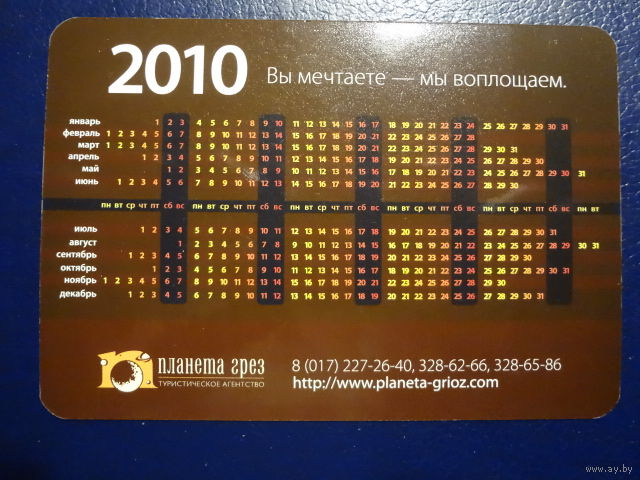 2010 Вы мечтаете — мы воплощаем.
январь 1 2 3 4 5 6 7 8 9 10 11 12 13 14 15 16 17 18 19 20 21 22 23 24 25 26 27 28 29 30 31
февраль 1 2 3 4 5 6 7 8 9 10 11 12 13 14 15 16 17 18 19 20 21 22 23 24 25 26 27 28
март 1 2 3 4 5 6 7 8 9 10 11 12 13 14 15 16 17 18 19 20 21 22 23 24 25 26 27 28 29 30 31
апрель 1 2 3 4 5 6 7 8 9 10 11 12 13 14 15 16 17 18 19 20 21 22 23 24 25 26 27 28 29 30
май 1 2 3 4 5 6 7 8 9 10 11 12 13 14 15 16 17 18 19 20 21 22 23 24 25 26 27 28 29 30 31
июнь 1 2 3 4 5 6 7 8 9 10 11 12 13 14 15 16 17 18 19 20 21 22 23 24 25 26 27 28 29 30
пн вт ср чт пт сб вс пн вт ср чт пт сб вс пн вт ср чт пт сб вс пн вт ср чт пт сб вс пн вт ср чт пт сб вс пн вт
июль 1 2 3 4 5 6 7 8 9 10 11 12 13 14 15 16 17 18 19 20 21 22 23 24 25 26 27 28 29 30 31
август 1 2 3 4 5 6 7 8 9 10 11 12 13 14 15 16 17 18 19 20 21 22 23 24 25 26 27 28 29 30 31
сентябрь 1 2 3 4 5 6 7 8 9 10 11 12 13 14 15 16 17 18 19 20 21 22 23 24 25 26 27 28 29 30
октябрь 1 2 3 4 5 6 7 8 9 10 11 12 13 14 15 16 17 18 19 20 21 22 23 24 25 26 27 28 29 30 31
ноябрь 1 2 3 4 5 6 7 8 9 10 11 12 13 14 15 16 17 18 19 20 21 22 23 24 25 26 27 28 29 30
декабрь 1 2 3 4 5 6 7 8 9 10 11 12 13 14 15 16 17 18 19 20 21 22 23 24 25 26 27 28 29 30 31
планета грез
ТУРИСТИЧЕСКОЕ АГЕНТСТВО
8 (017) 227-26-40, 328-62-66, 328-65-86
http://www.planeta-grioz.com
www.ay.by